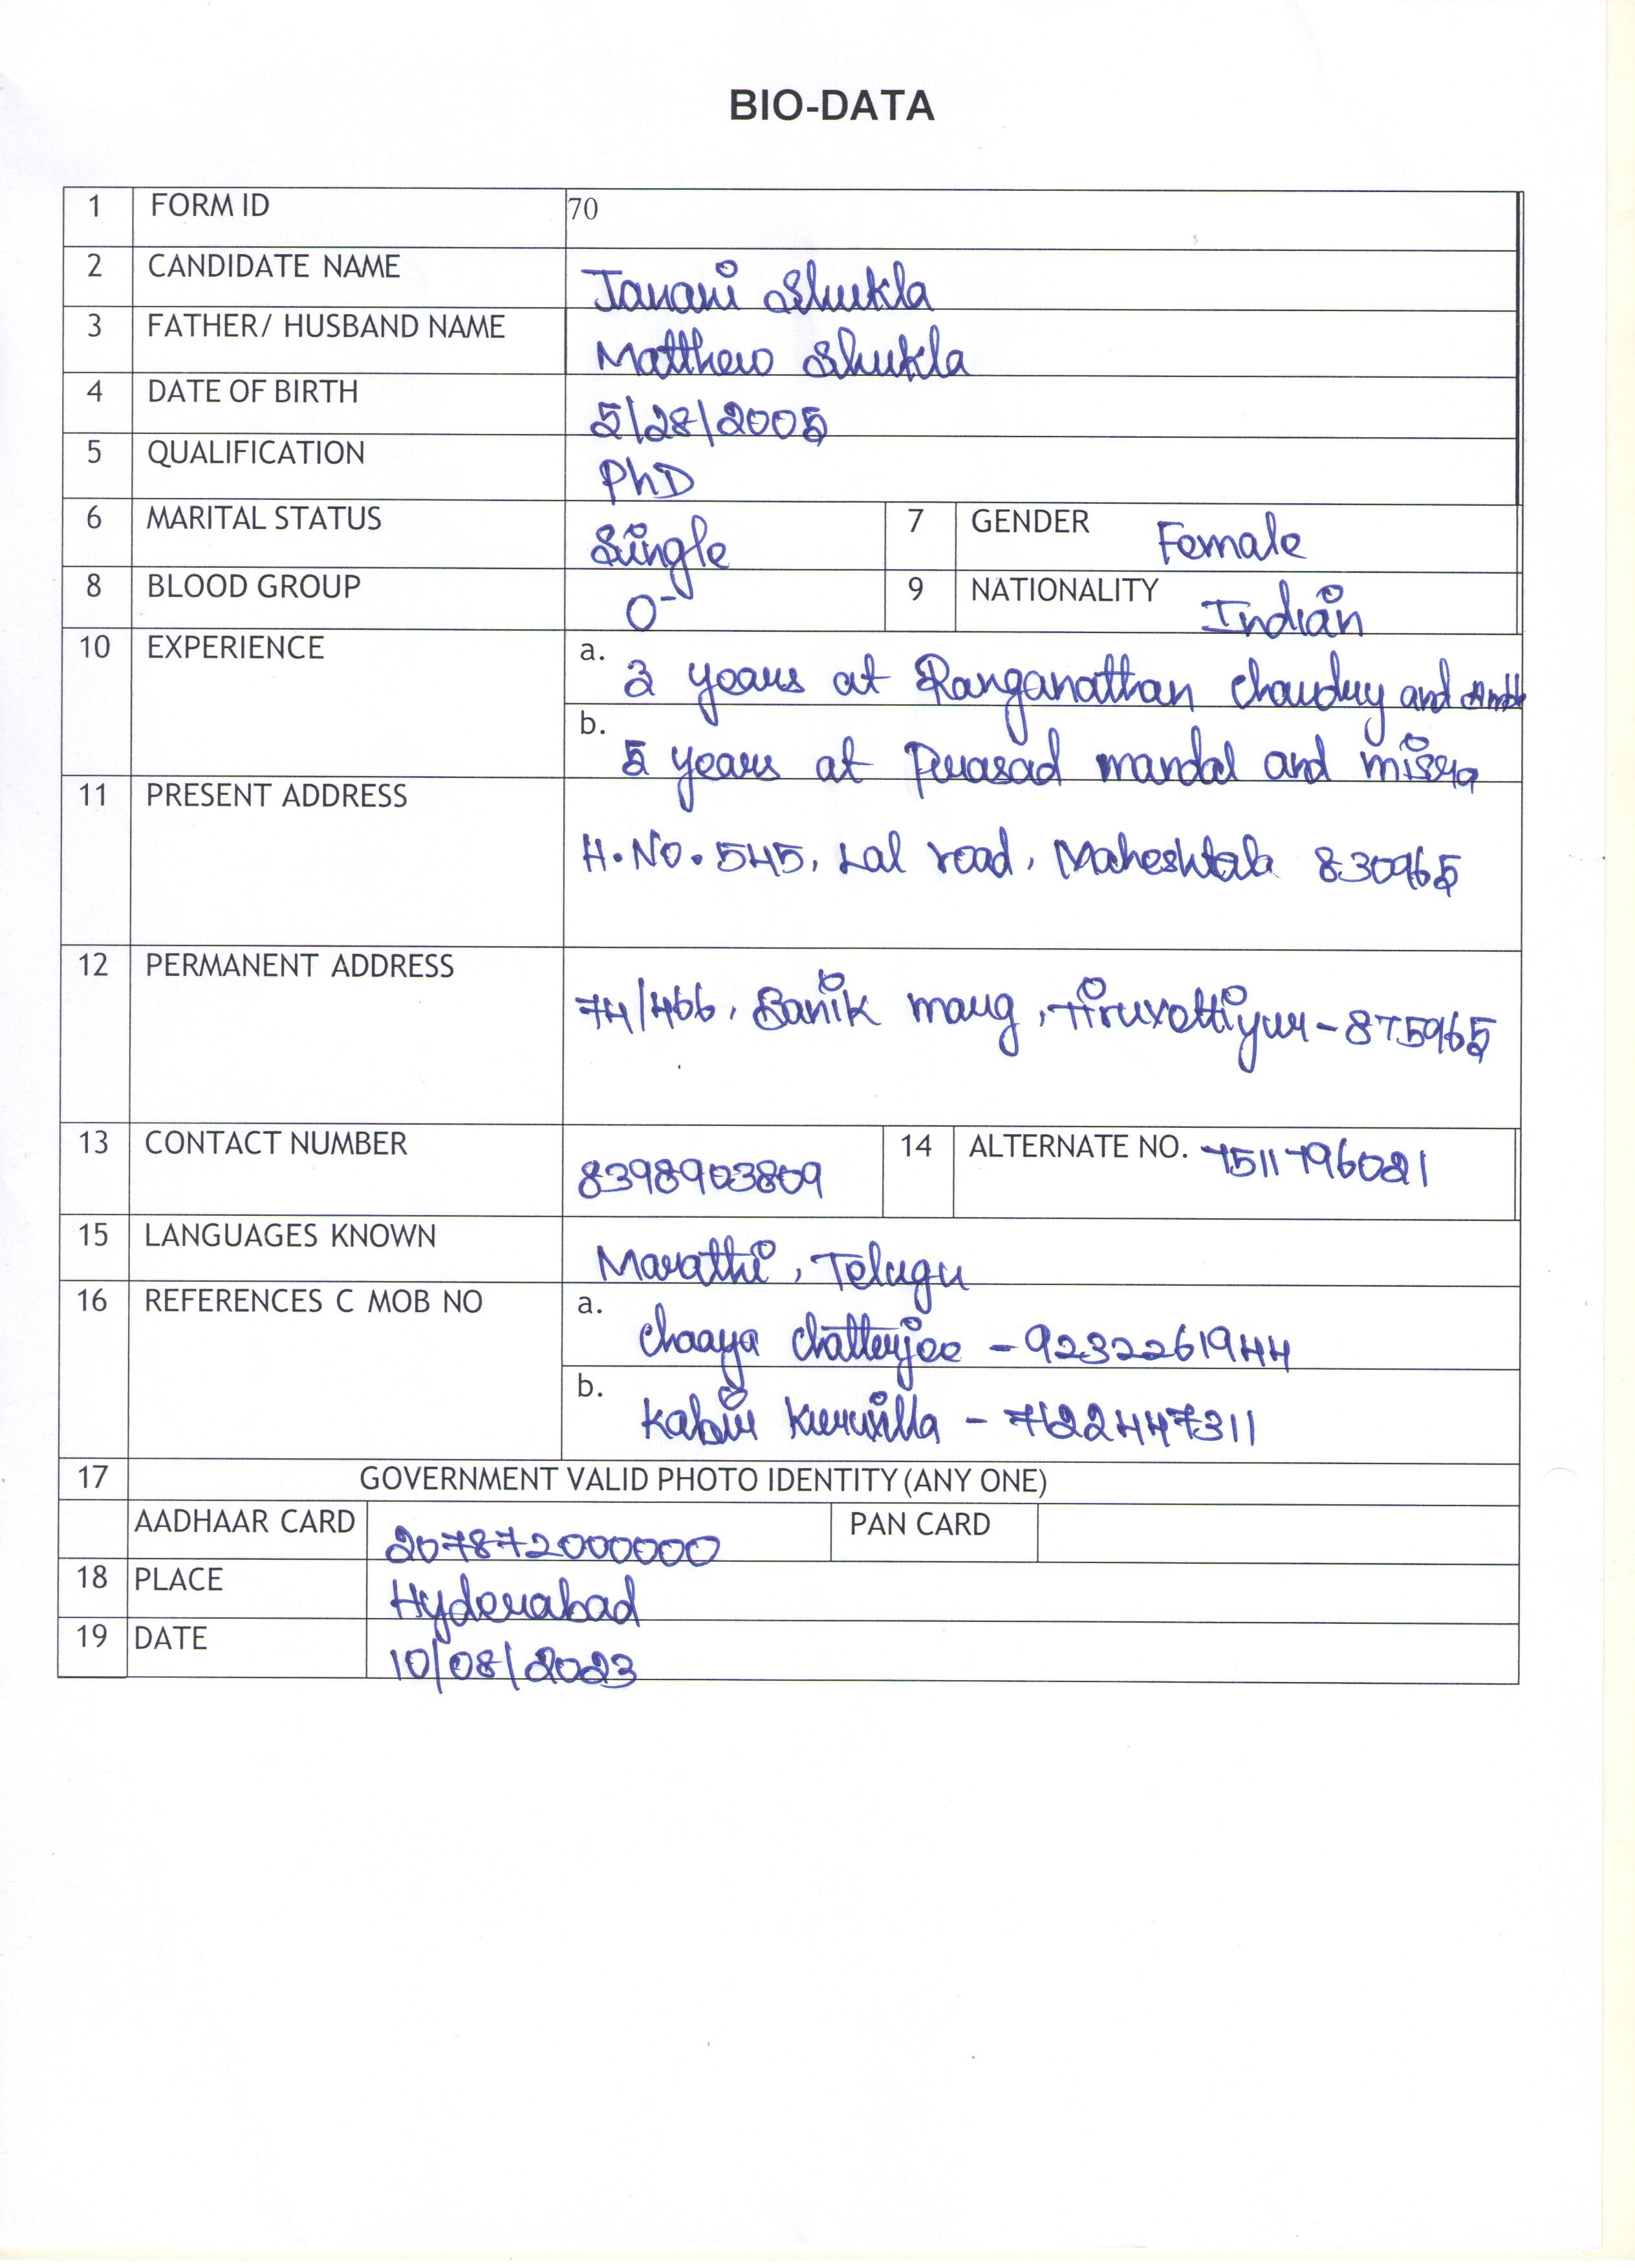 BIO-DATA
1 FORM ID 70
2 CANDIDATE NAME Janani Shukla
3 FATHER/ HUSBAND NAME Matthew Shukla
4 DATE OF BIRTH 5/28/2005
5 QUALIFICATION PhD
6 MARITAL STATUS Single 7 GENDER Female
8 BLOOD GROUP O- 9 NATIONALITY Indian
10 EXPERIENCE a. 3 years at Ranganathan Chaudry and
b. 5 years at Prasad mandal and misra
11 PRESENT ADDRESS
H.No. 545, Lal road, Maheshtala 830965
12 PERMANENT ADDRESS
74/466, Banik marg, Tiruvottiyur-875965
13 CONTACT NUMBER 8398903809 14 ALTERNATE NO. 7511796021
15 LANGUAGES KNOWN Marathi, Telugu
16 REFERENCES C MOB NO a. Chaaya Chatterjee - 9232261944
b. Kabir Kuruvilla - 7122447311
17 GOVERNMENT VALID PHOTO IDENTITY (ANY ONE)
AADHAAR CARD 207872000000 PAN CARD
18 PLACE Hyderabad
19 DATE 10/08/2023